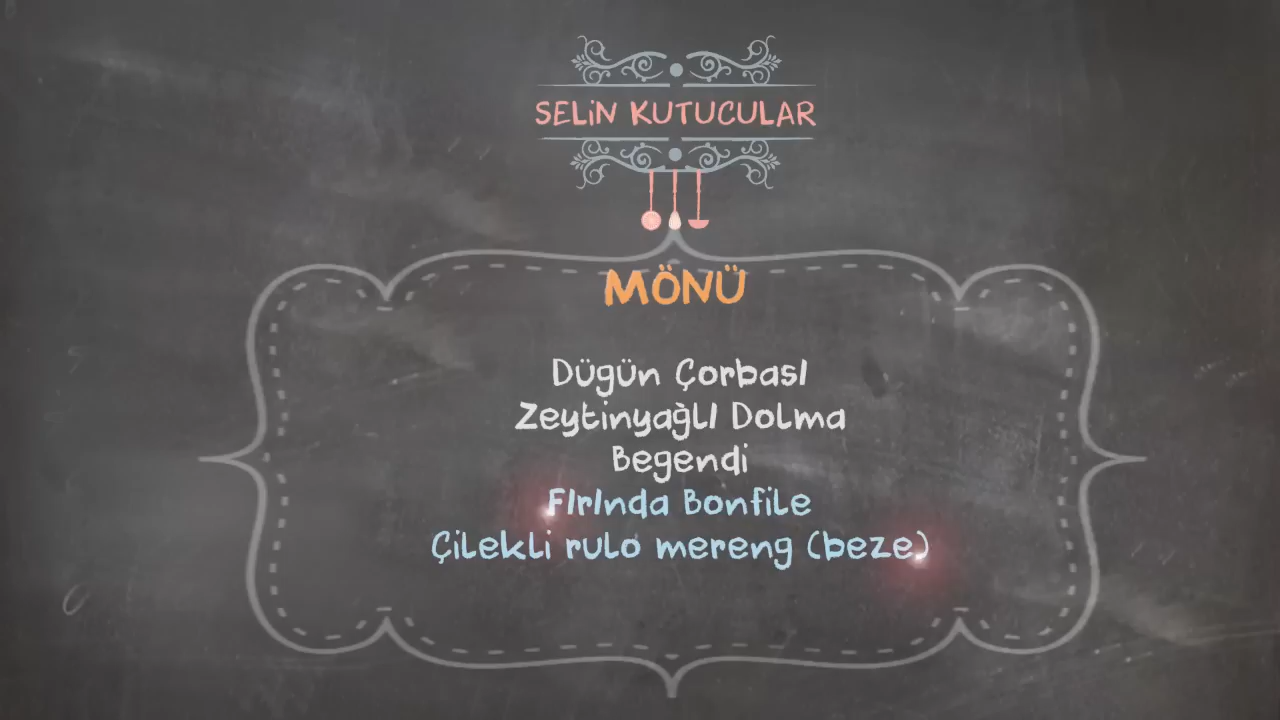 SELİN KUTUCULAR
MÖNÜ
Dügün Çorbası
Zeytinyağlı Dolma
Begendi
Fırında Bonfile
Çilekli rulo mereng (beze)